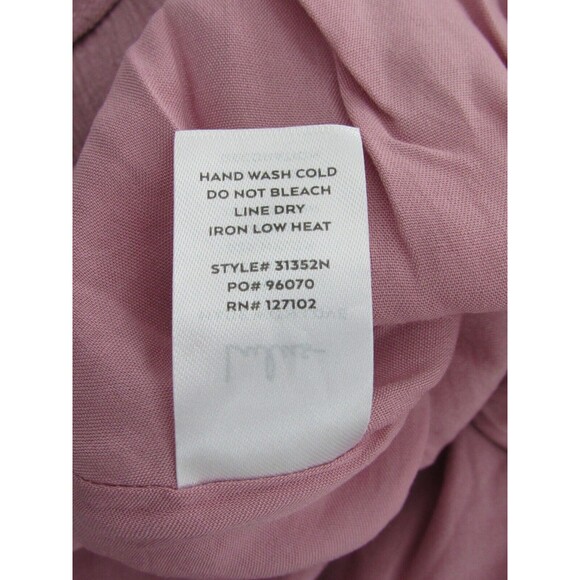 HAND WASH COLD
DO NOT BLEACH
LINE DRY
IRON LOW HEAT
STYLE# 31352N
PO# 96070
RN# 127102